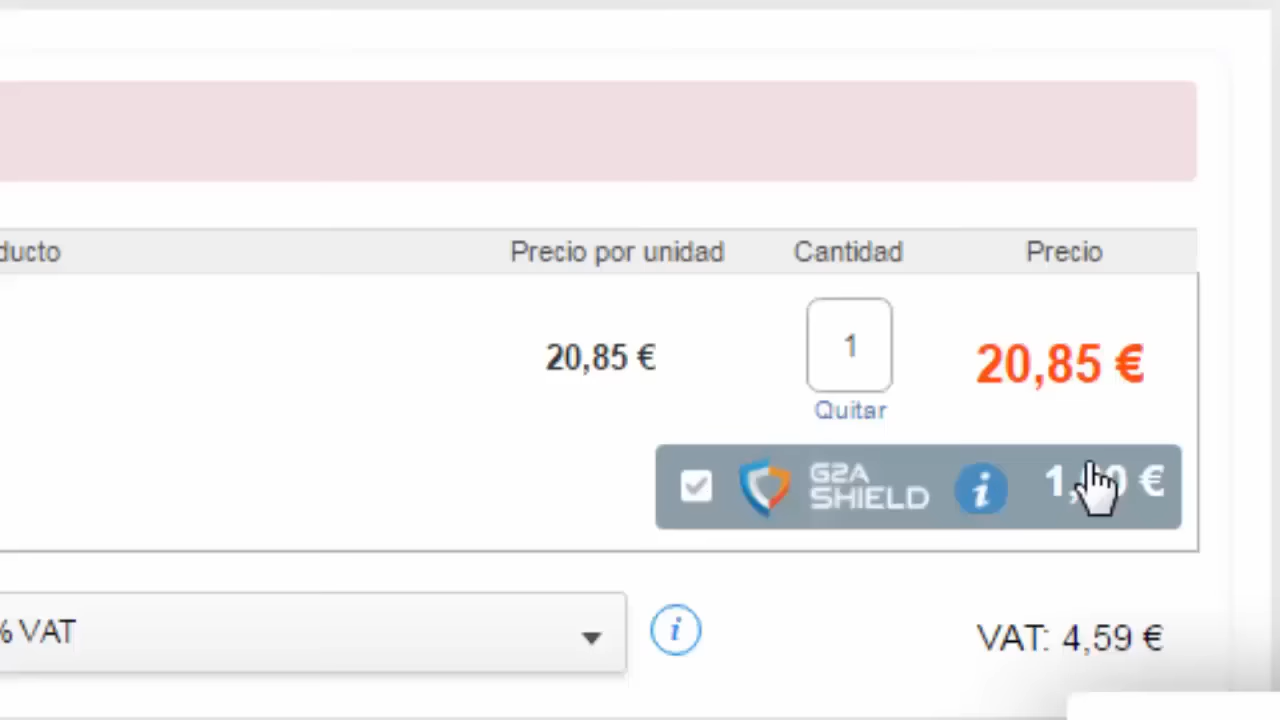 ducto Precio por unidad Cantidad Precio
20,85 € 1 20,85 €
Quitar
G2A
SHIELD i €
% VAT i VAT: 4,59 €